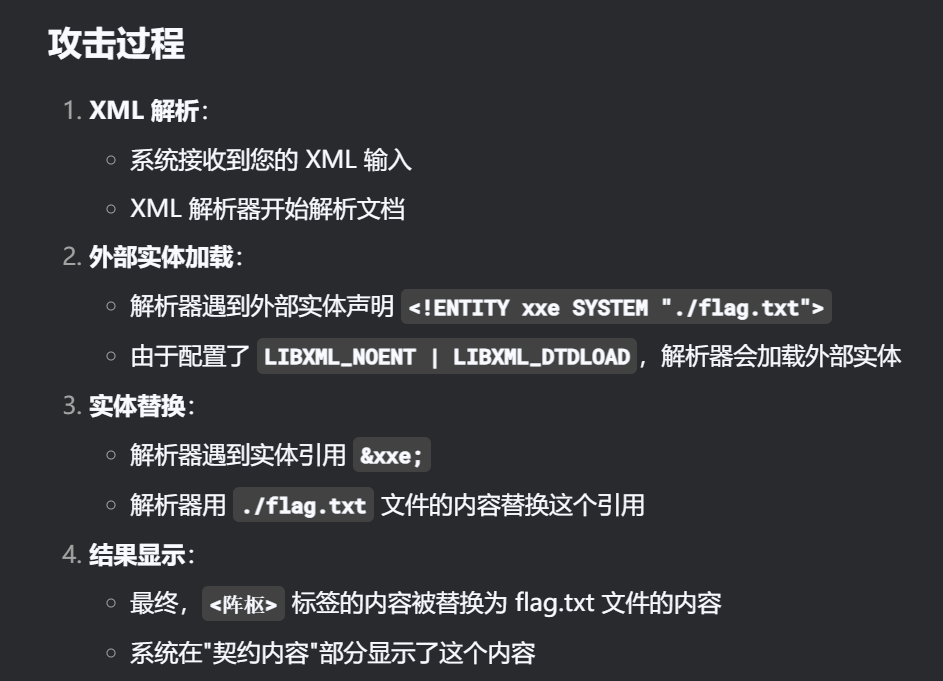 攻击过程
1. XML 解析：
系统接收到您的 XML 输入
XML 解析器开始解析文档
2. 外部实体加载：
解析器遇到外部实体声明 <!ENTITY xxe SYSTEM "./flag.txt">
由于配置了 LIBXML_NOENT | LIBXML_DTDLOAD，解析器会加载外部实体
3. 实体替换：
解析器遇到实体引用 &xxe;
解析器用 ./flag.txt 文件的内容替换这个引用
4. 结果显示：
最终，<阵枢> 标签的内容被替换为 flag.txt 文件的内容
系统在"契约内容"部分显示了这个内容